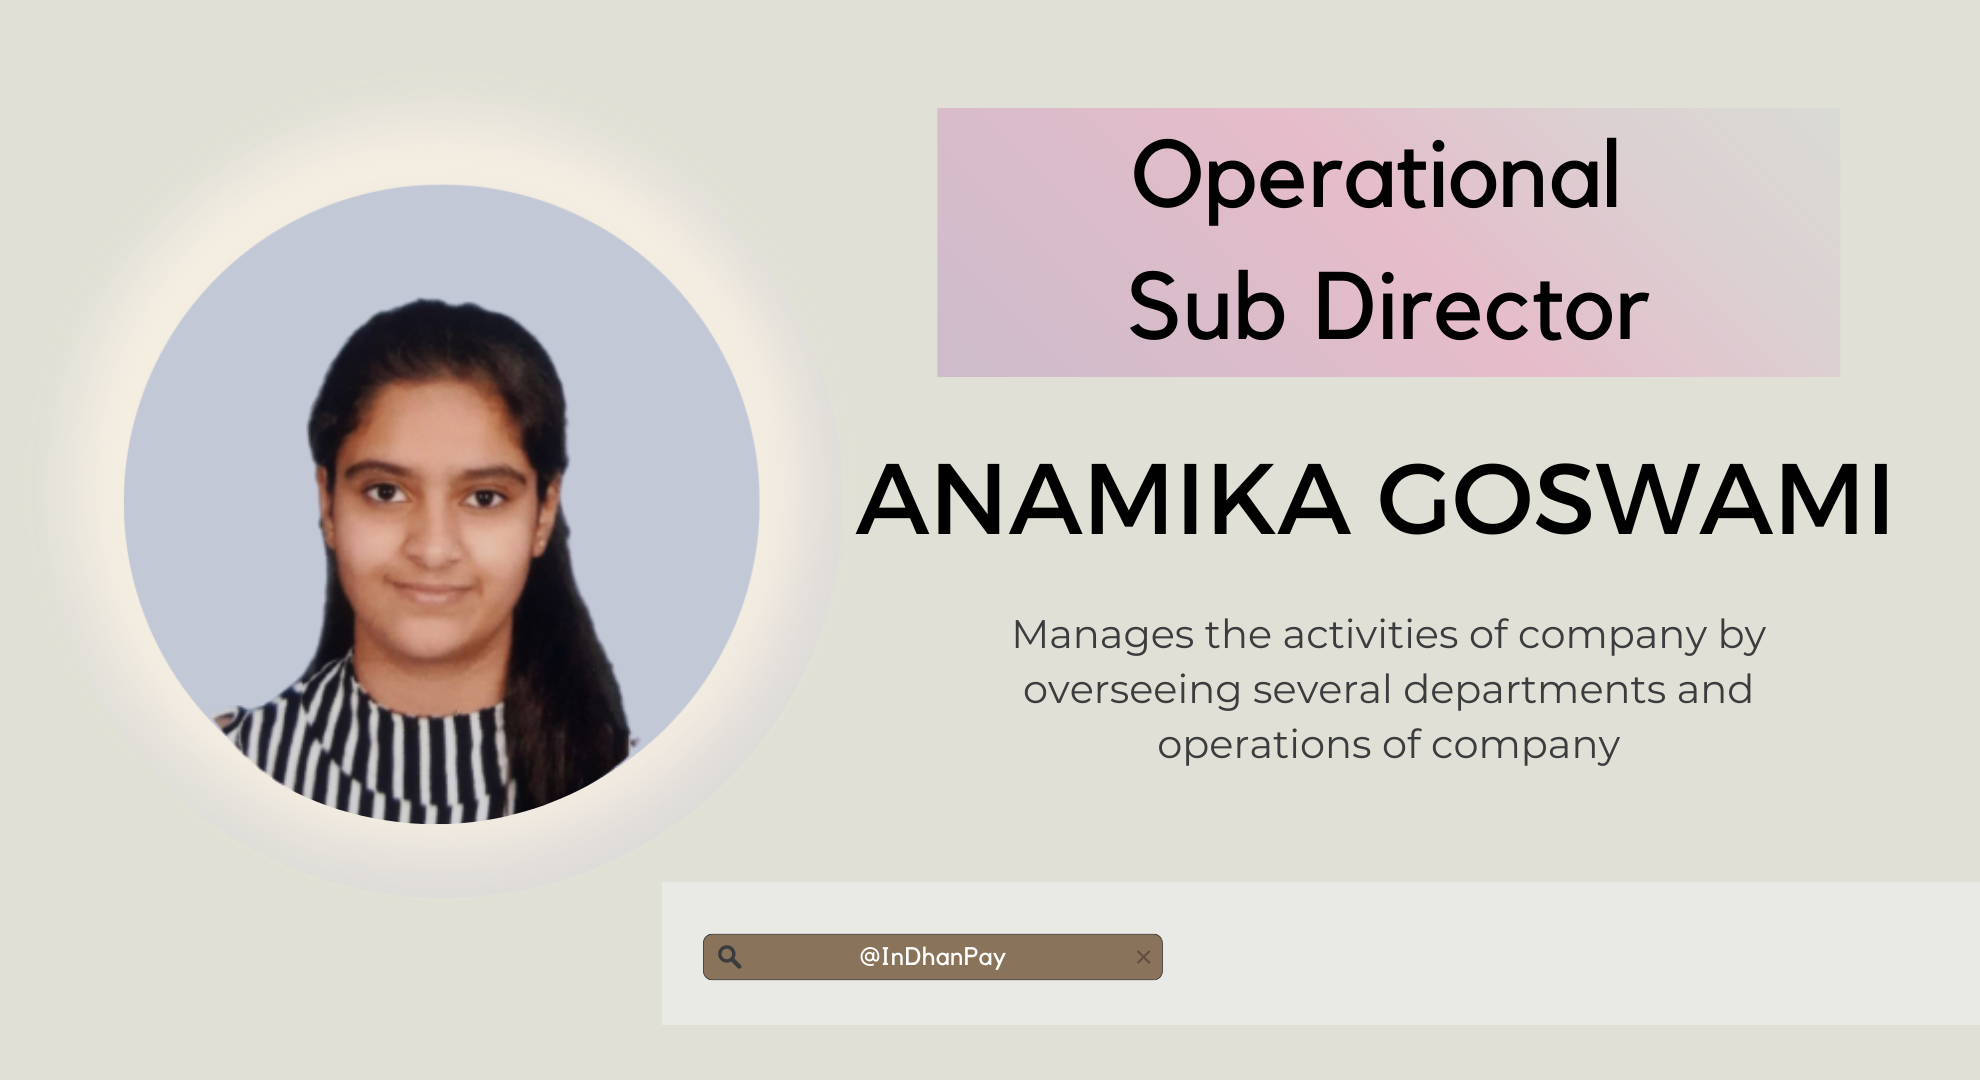 Operational
Sub Director
ANAMIKA GOSWAMI
Manages the activities of company by
overseeing several departments and
operations of company
@InDhanPay